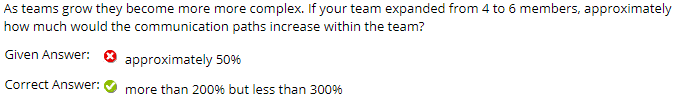 As teams grow they become more more complex. If your team expanded from 4 to 6 members, approximately
how much would the communication paths increase within the team?
Given Answer: approximately 50%
Correct Answer: more than 200% but less than 300%